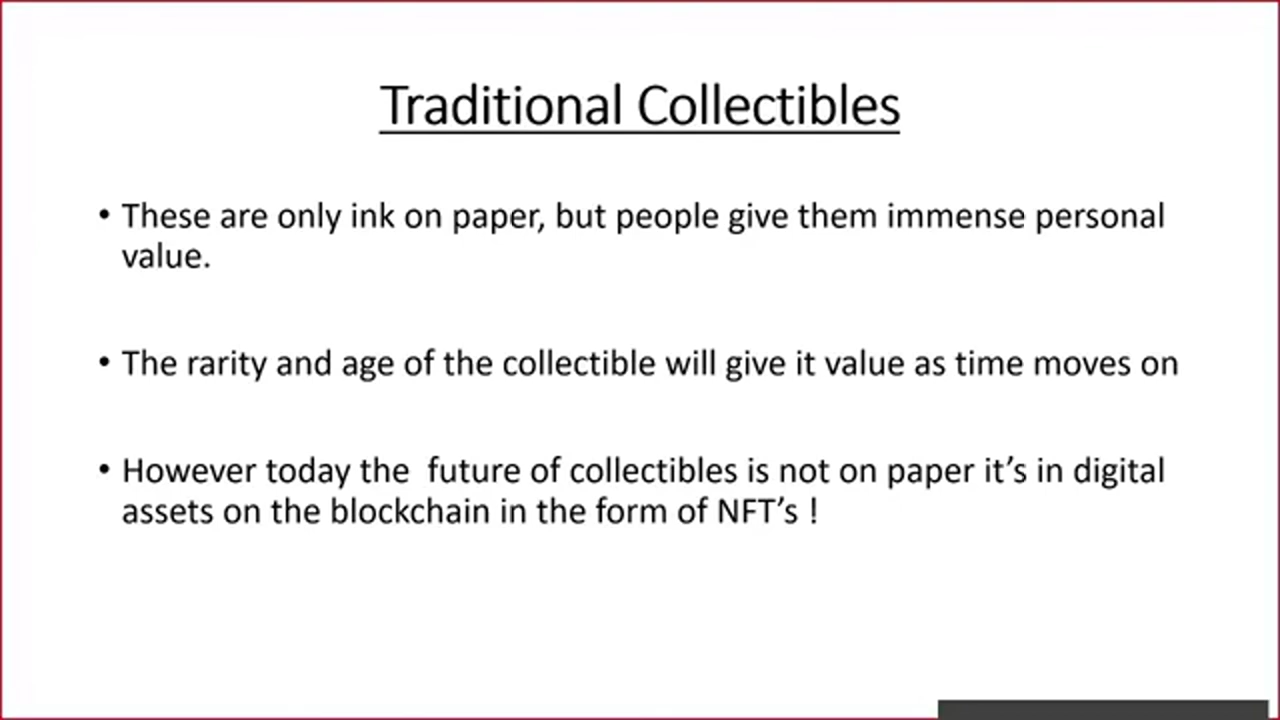 Traditional Collectibles
• These are only ink on paper, but people give them immense personal
value.
• The rarity and age of the collectible will give it value as time moves on
• However today the  future of collectibles is not on paper it’s in digital
assets on the blockchain in the form of NFT’s !